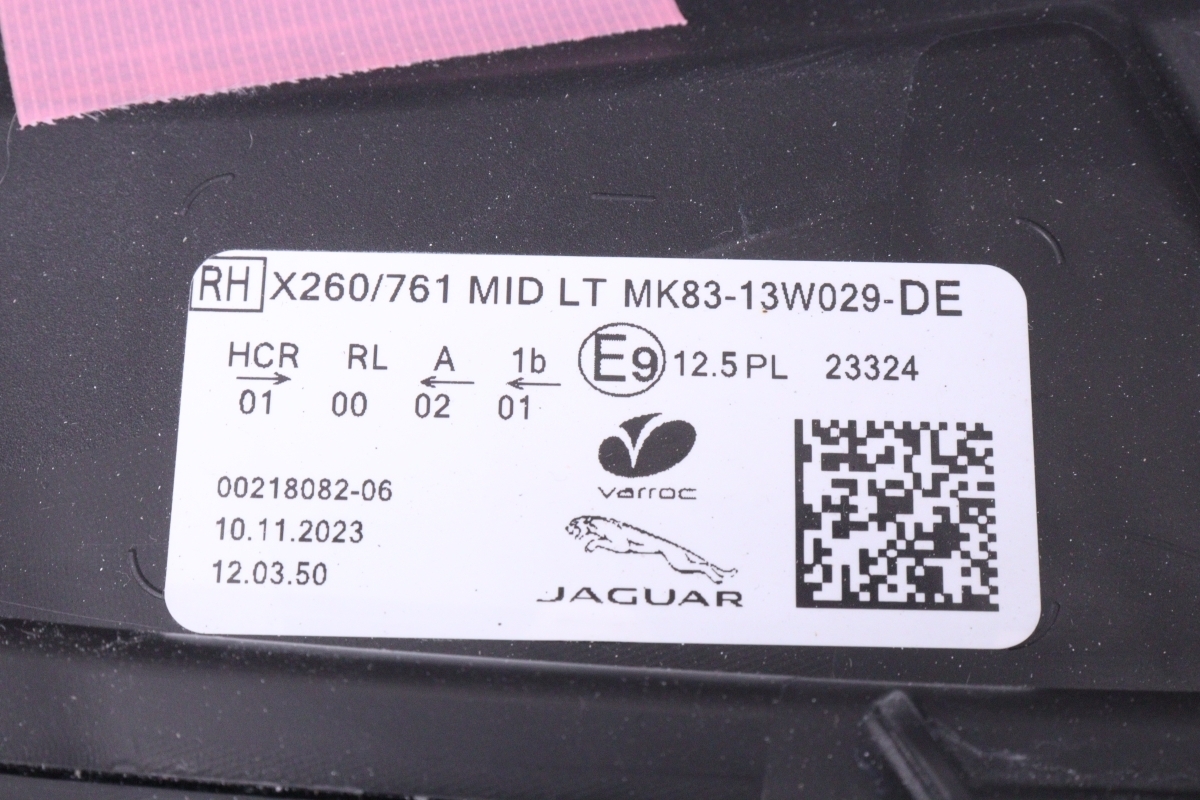 RH X260/761 MID LT MK83-13W029-DE
HCR RL A 1b E9 12.5 PL 23324
→ ← ←
01 00 02 01
varroc
00218082-06
10.11.2023
12.03.50
JAGUAR